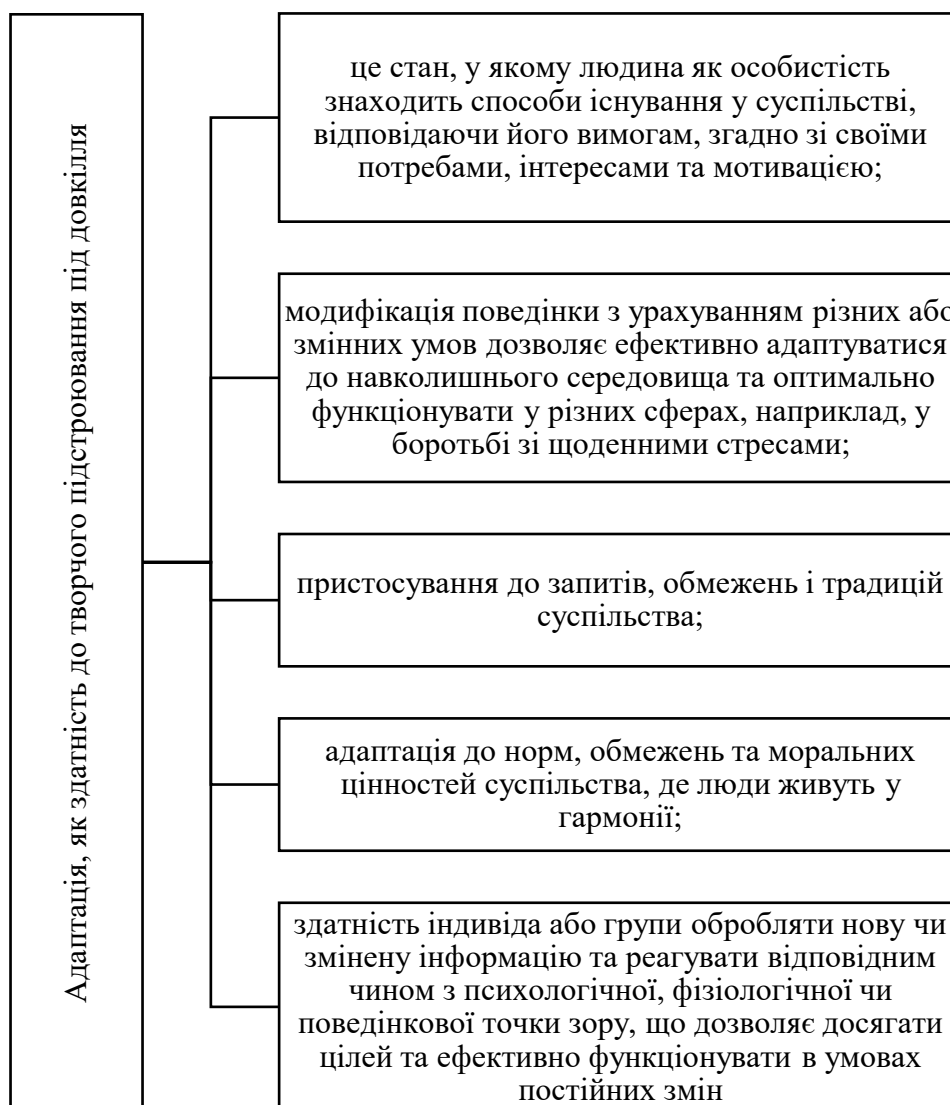 Адаптація, як здатність до творчого підстроювання під довкілля
це стан, у якому людина як особистість
знаходить способи існування у суспільстві,
відповідаючи його вимогам, згадно зі своїми
потребами, інтересами та мотивацією;
модифікація поведінки з урахуванням різних або
змінних умов дозволяє ефективно адаптуватися
до навколишнього середовища та оптимально
функціонувати у різних сферах, наприклад, у
боротьбі зі щоденними стресами;
пристосування до запитів, обмежень і традицій
суспільства;
адаптація до норм, обмежень та моральних
цінностей суспільства, де люди живуть у
гармонії;
здатність індивіда або групи обробляти нову чи
змінену інформацію та реагувати відповідним
чином з психологічної, фізіологічної чи
поведінкової точки зору, що дозволяє досягати
цілей та ефективно функціонувати в умовах
постійних змін